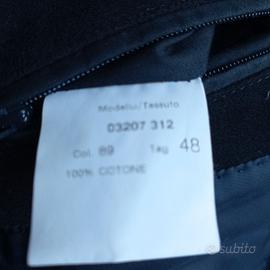 Modello/Tessuto
03207 312
Col. 89 Tag 48
100% COTONE
subito